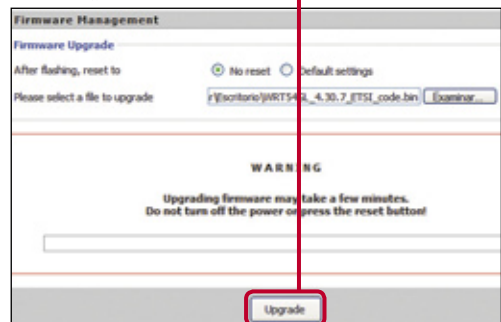 Firmware Management
Firmware Upgrade
After flashing, reset to No reset Default settings
Please select a file to upgrade r\Escritorio\WRT54GL_4.30.7_ETSI_code.bin Examinar...
WARNING
Upgrading firmware may take a few minutes.
Do not turn off the power or press the reset button!
Upgrade